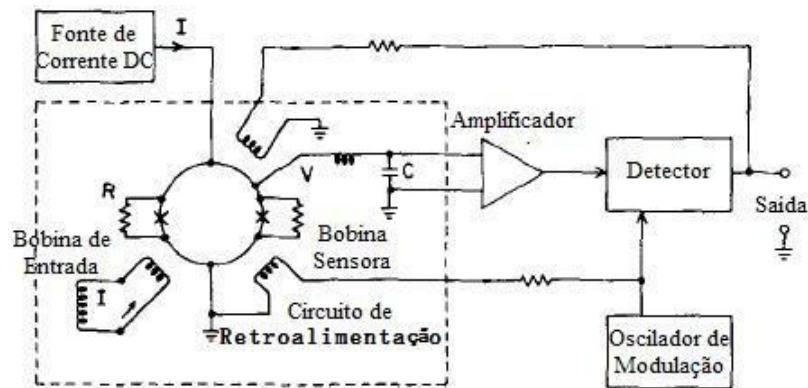 Fonte de
Corrente DC
I
Amplificador
V
C
Detector
R
Saída
Bobina de
Entrada
Bobina
Sensora
I
Circuito de
Retroalimentação
Oscilador de
Modulação